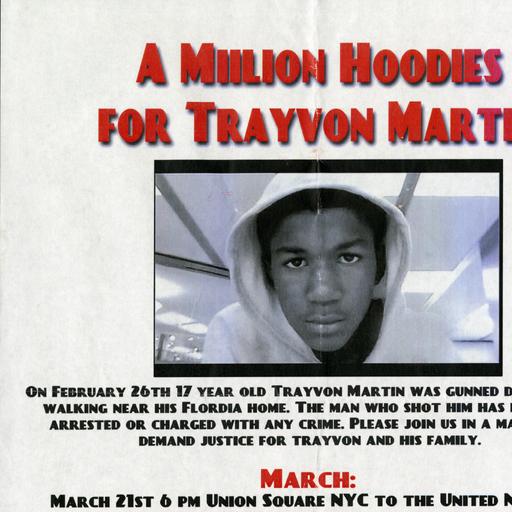 A Miilion Hoodies
for Trayvon
On February 26th 17 year old Trayvon Martin was gunned
walking near his Flordia home. The man who shot him has
arrested or charged with any crime. Please join us in a
demand justice for trayvon and his family.
March:
March 21st 6 pm Union Square NYC to the United